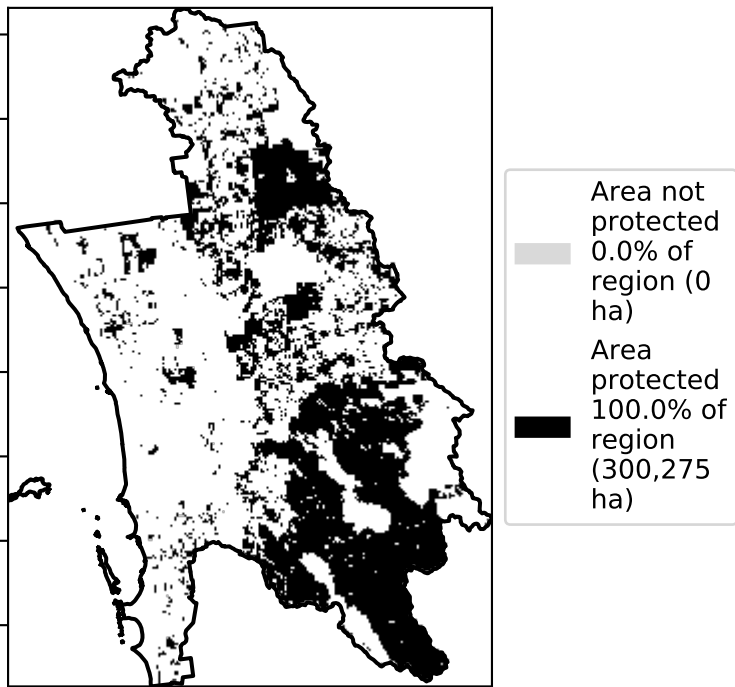 Area not
protected
0.0% of
region (0
ha)
Area
protected
100.0% of
region
(300,275
ha)